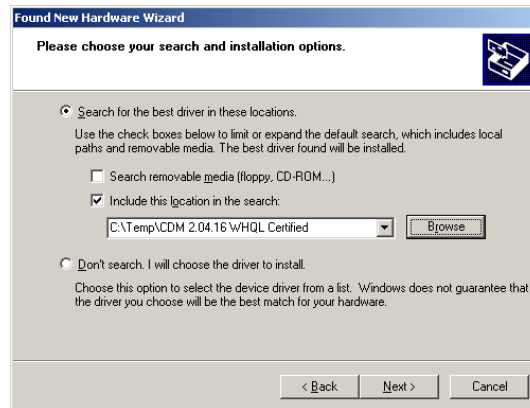 Found New Hardware Wizard
Please choose your search and installation options.
Search for the best driver in these locations.
Use the check boxes below to limit or expand the default search, which includes local
paths and removable media. The best driver found will be installed.
Search removable media (floppy, CD-ROM...)
Include this location in the search:
C:\Temp\CDM 2.04.16 WHQL Certified
Browse
Don't search. I will choose the driver to install.
Choose this option to select the device driver from a list. Windows does not guarantee that
the driver you choose will be the best match for your hardware.
< Back
Next >
Cancel